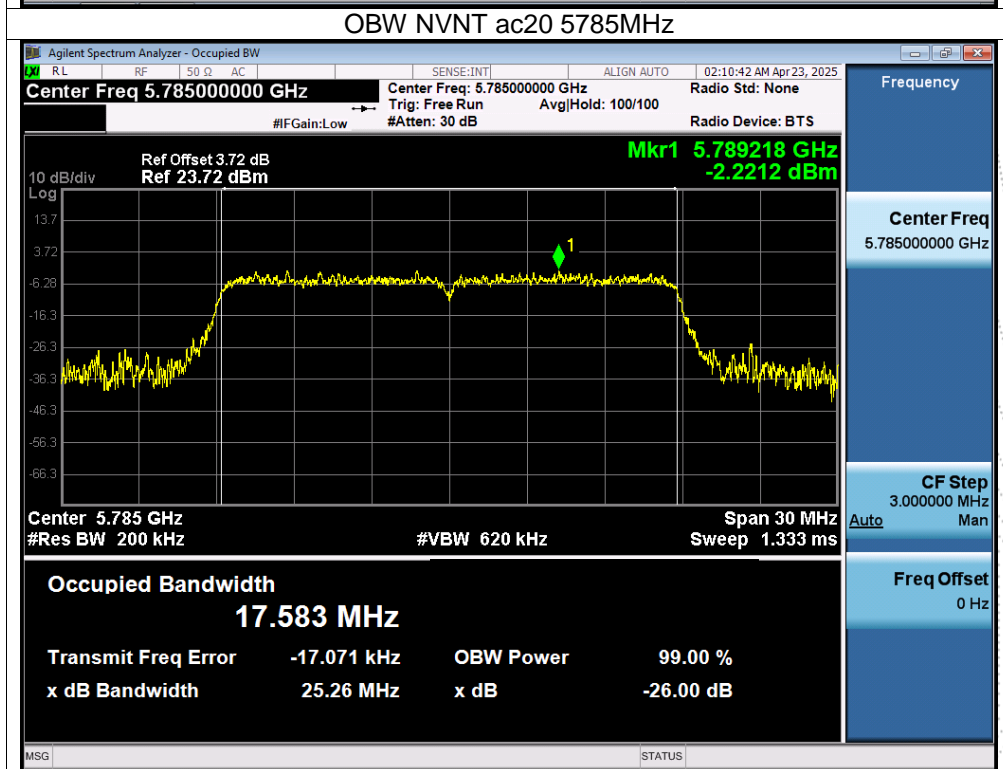 OBW NVNT ac20 5785MHz
Agilent Spectrum Analyzer - Occupied BW
LXI RL RF 50 Ω AC SENSE:INT ALIGN AUTO 02:10:42 AM Apr 23, 2025
Center Freq 5.785000000 GHz
Center Freq: 5.785000000 GHz Radio Std: None
Trig: Free Run Avg|Hold: 100/100
#IFGain:Low #Atten: 30 dB Radio Device: BTS
Mkr1 5.789218 GHz
-2.2212 dBm
Ref Offset 3.72 dB
10 dB/div Ref 23.72 dBm
Log
13.7
3.72
1
-6.28
-16.3
-26.3
-36.3
-46.3
-56.3
-66.3
Center 5.785 GHz Span 30 MHz
#Res BW 200 kHz #VBW 620 kHz Sweep 1.333 ms
Occupied Bandwidth
17.583 MHz
Transmit Freq Error -17.071 kHz OBW Power 99.00 %
x dB Bandwidth 25.26 MHz x dB -26.00 dB
MSG STATUS
Frequency
Center Freq
5.785000000 GHz
CF Step
3.000000 MHz
Auto Man
Freq Offset
0 Hz